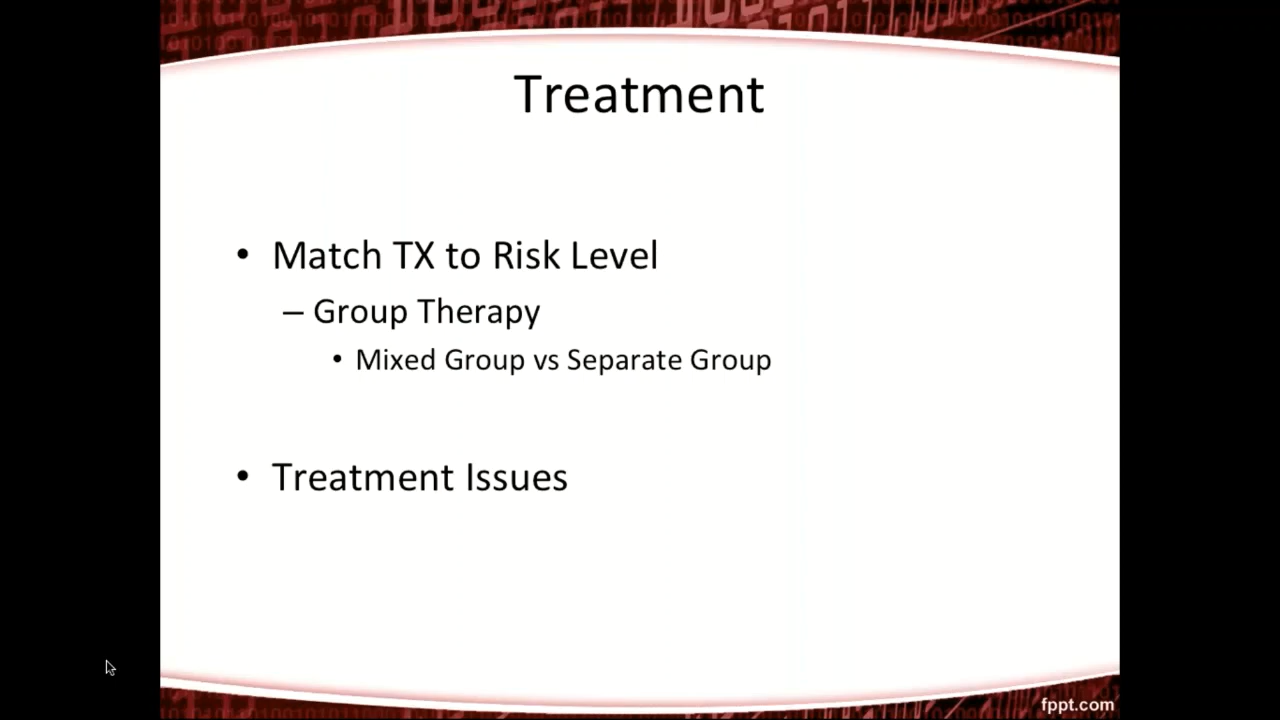 Treatment
• Match TX to Risk Level
– Group Therapy
• Mixed Group vs Separate Group
• Treatment Issues
fppt.com